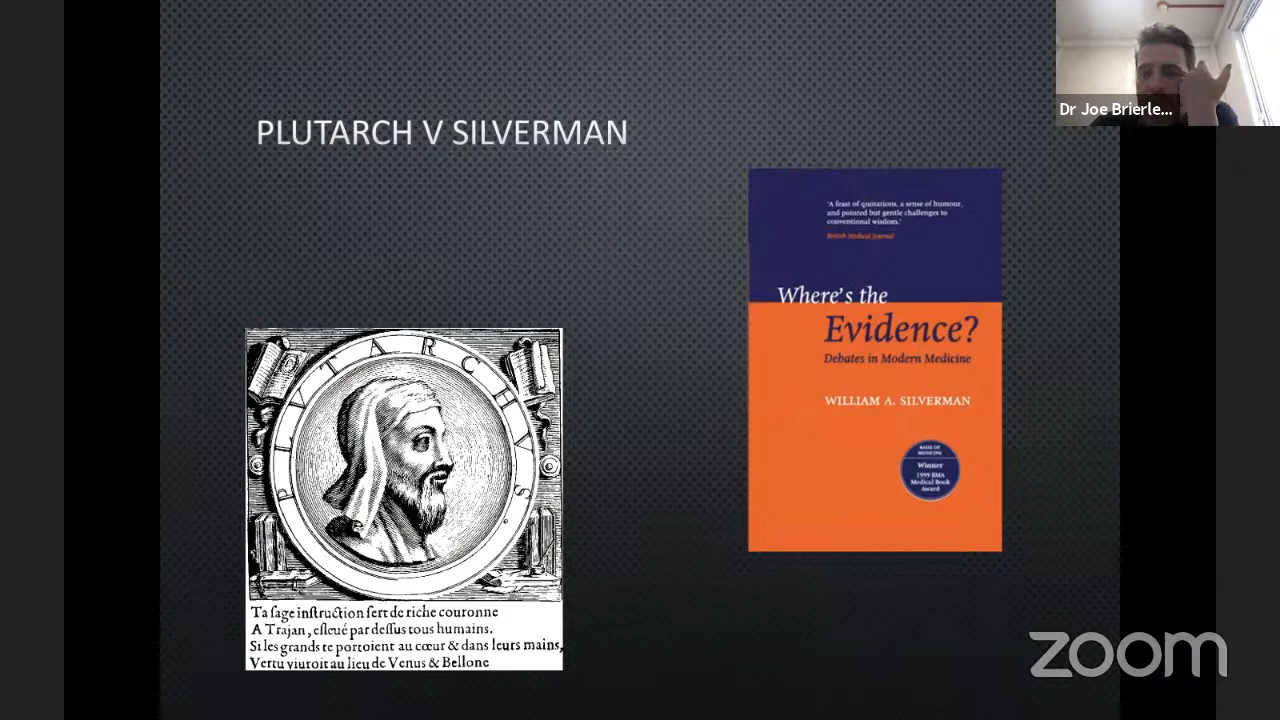 Dr Joe Brierle...
PLUTARCH V SILVERMAN
'A feast of quotations, a sense of humour,
and pointed but gentle challenges to
conventional wisdom.'
British Medical Journal
Where's the
Evidence?
Debates in Modern Medicine
WILLIAM A. SILVERMAN
Winner
1999 BMA
Medical Book
Award
PLVTARCHVS.
Ta ſage inſtruction ſert de riche couronne
A Trajan, eſleué par deſſus tous humains.
Si les grands te portoient au cœur & dans leurs mains,
Vertu viuroit au lieu de Venus & Bellone
zoom